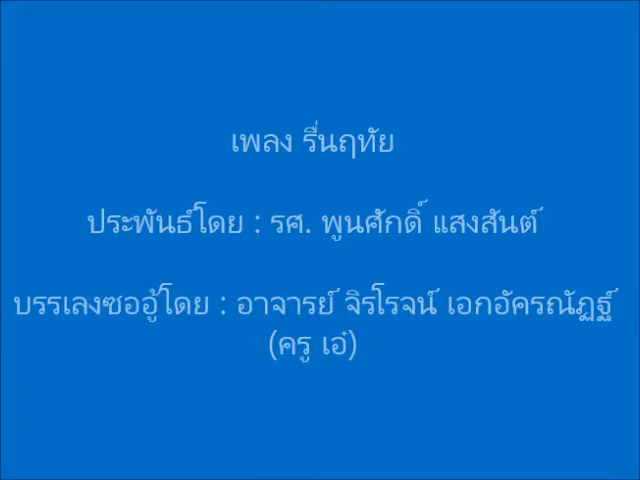 เพลง รื่นฤทัย
ประพันธ์โดย : รศ. พูนศักดิ์ แสงสันต์
บรรเลงซออู้โดย : อาจารย์ จิรโรจน์ เอกอัครณัฏฐ์
(ครู เอ๋)